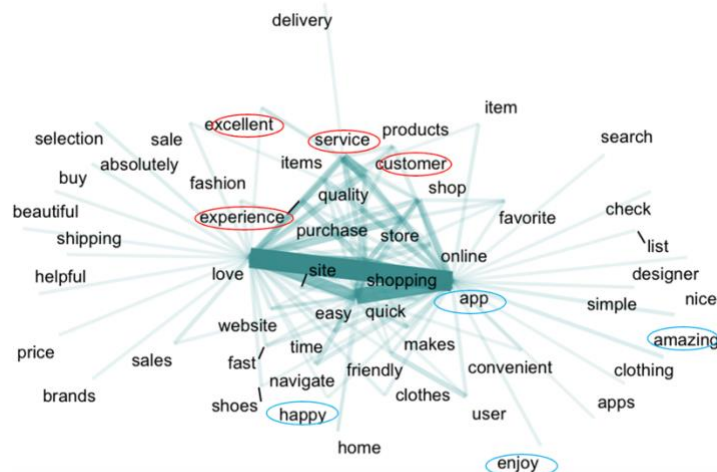 delivery
item
excellent
service
products
selection
sale
search
absolutely
items
customer
buy
fashion
quality
shop
beautiful
experience
favorite
check
shipping
purchase
store
list
online
love
site
shopping
designer
helpful
app
simple
nice
easy
quick
website
amazing
price
sales
fast
time
makes
friendly
convenient
clothing
navigate
brands
shoes
happy
clothes
user
apps
home
enjoy